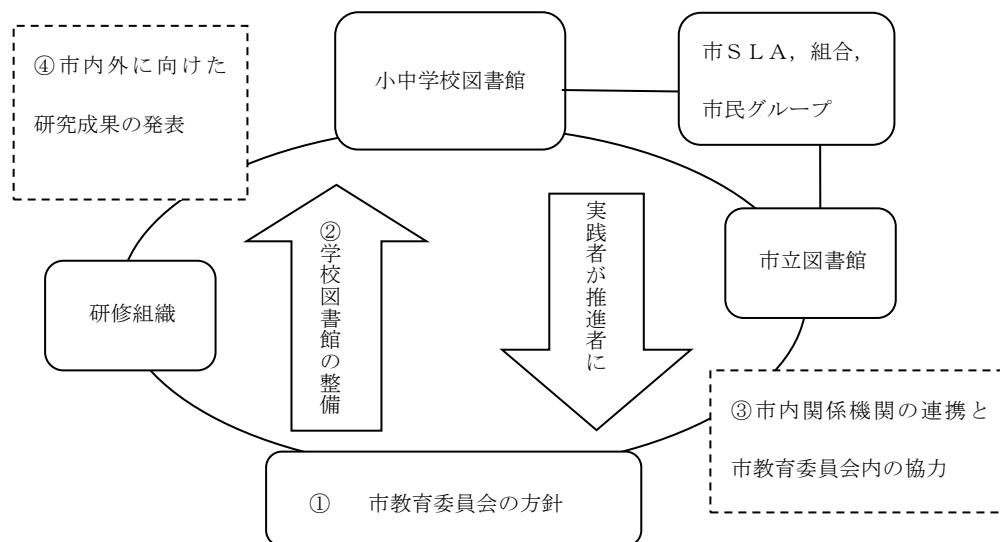 ④市内外に向けた
研究成果の発表
小中学校図書館
市ＳＬＡ，組合，
市民グループ
②学校図書館の整備
実践者が推進者に
市立図書館
研修組織
③市内関係機関の連携と
市教育委員会内の協力
①　市教育委員会の方針